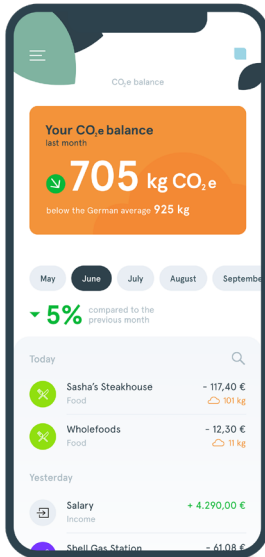 CO₂e balance
Your CO₂e balance
last month
705 kg CO₂ e
below the German average 925 kg
May June July August Septembe
5% compared to the
previous month
Today
Sasha's Steakhouse - 117,40 €
Food 101 kg
Wholefoods - 12,30 €
Food 11 kg
Yesterday
Salary + 4.290,00 €
Income
Shell Gas Station - 61,08 €